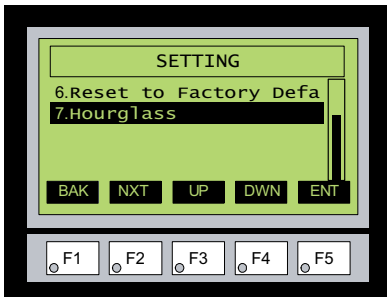 SETTING
6.Reset to Factory Defa
7.Hourglass
BAK NXT UP DWN ENT
F1 F2 F3 F4 F5